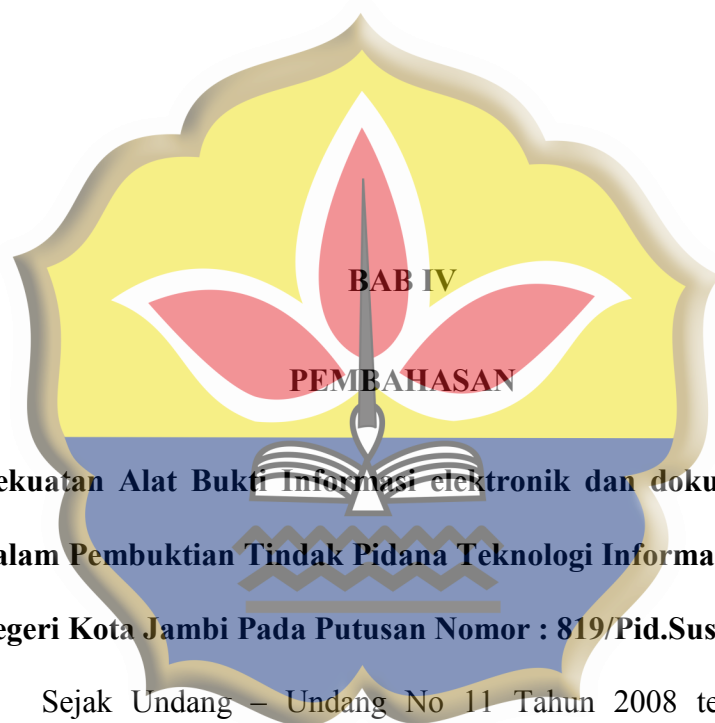 BAB IV
PEMBAHASAN
ekuatan Alat Bukti Informasi elektronik dan doku
alam Pembuktian Tindak Pidana Teknologi Informa
egeri Kota Jambi Pada Putusan Nomor : 819/Pid.Sus
Sejak Undang – Undang No 11 Tahun 2008 te